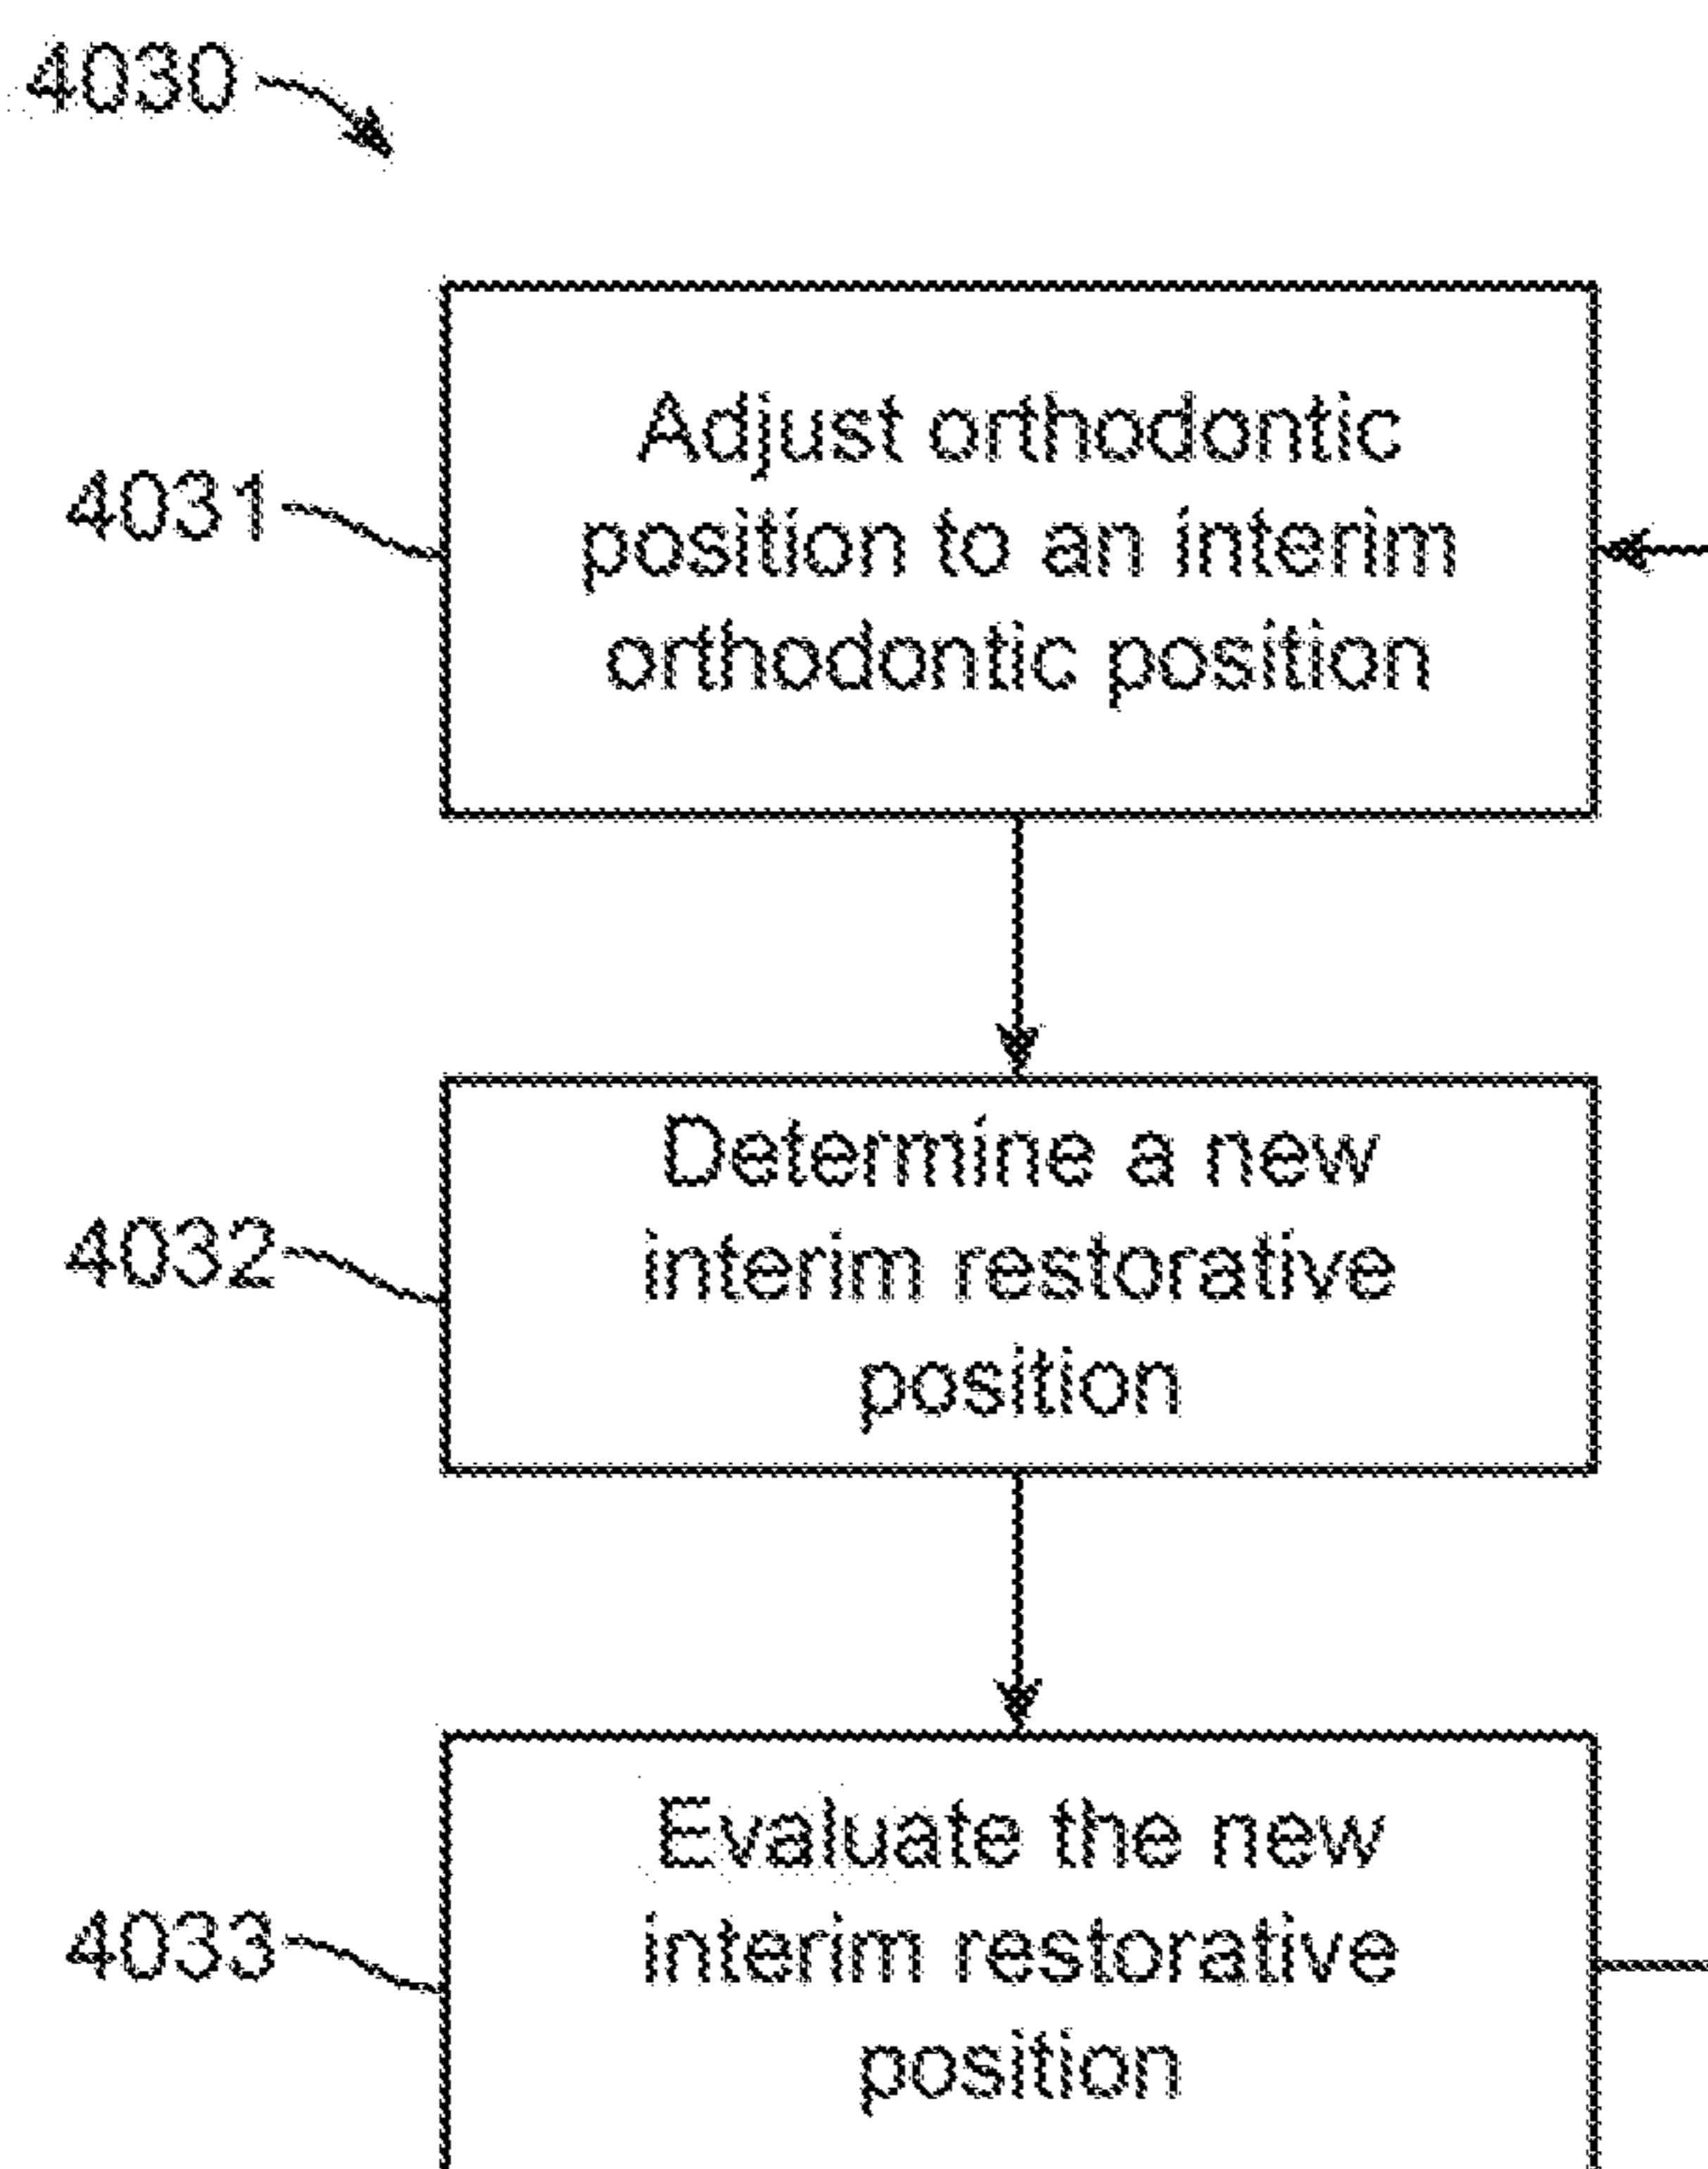 4030
4031
Adjust orthodontic
position to an interim
orthodontic position
4032
Determine a new
interim restorative
position
4033
Evaluate the new
interim restorative
position